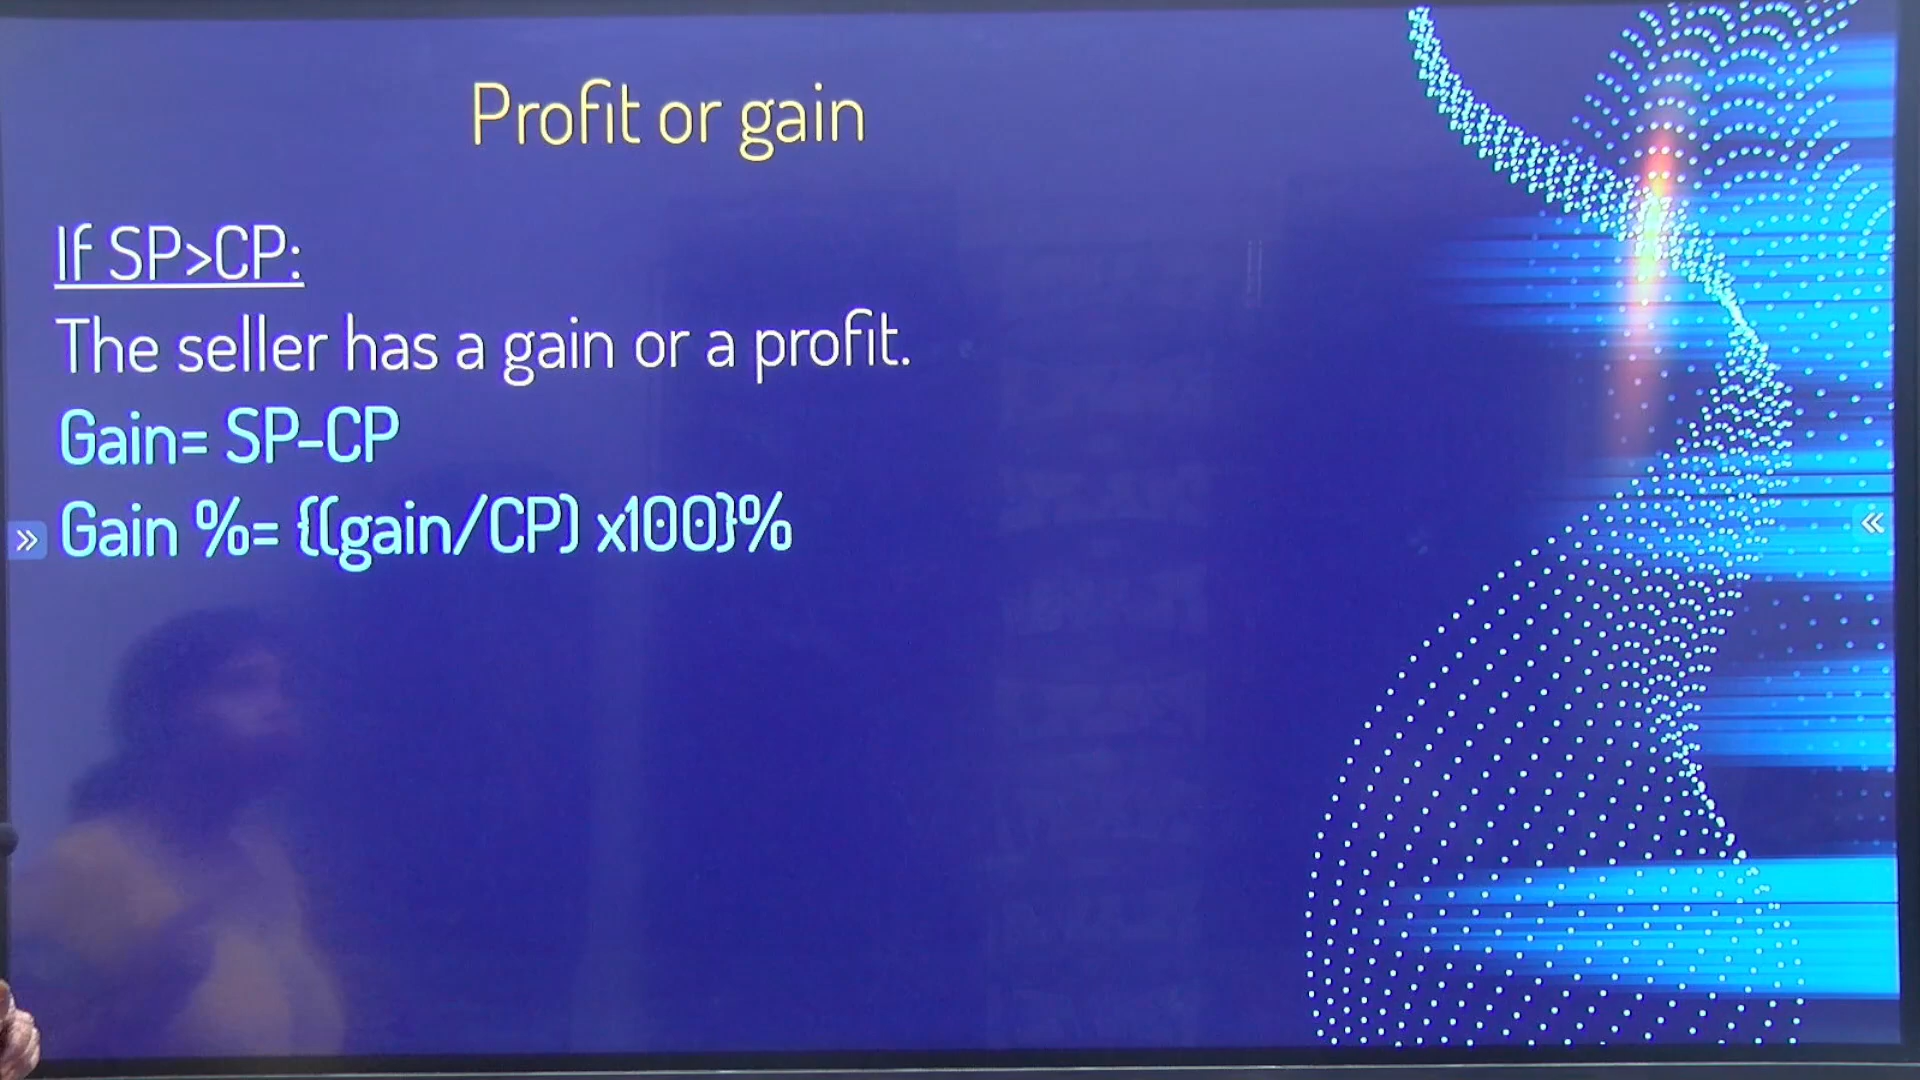 Profit or gain
If SP>CP:
The seller has a gain or a profit.
Gain= SP-CP
Gain %= {(gain/CP) x100}%